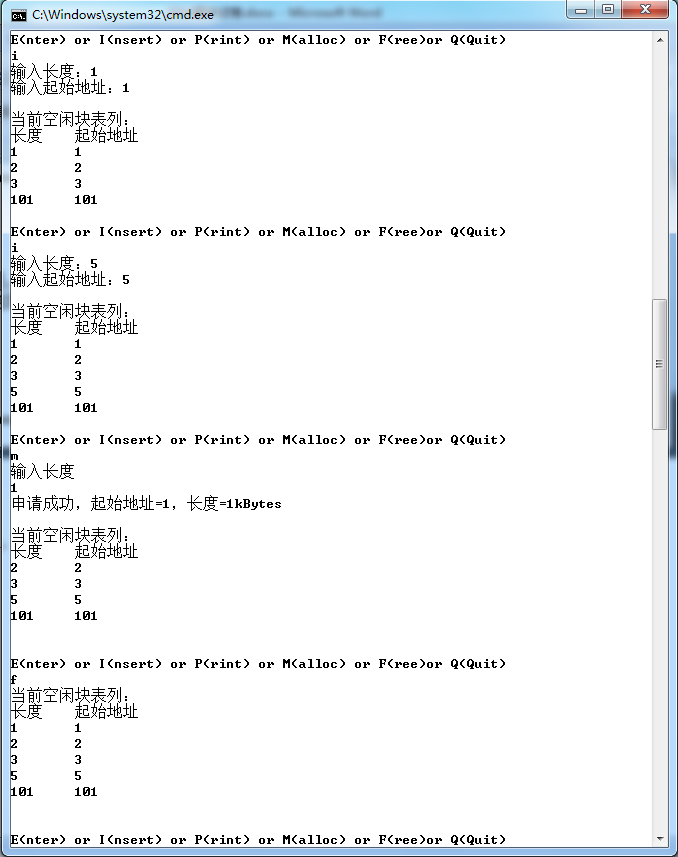 C:\Windows\system32\cmd.exe
E(nter) or I(nsert) or P(rint) or M(alloc) or F(ree)or Q(Quit)
i
输入长度：1
输入起始地址：1
当前空闲块表列：
长度 起始地址
1 1
2 2
3 3
101 101
E(nter) or I(nsert) or P(rint) or M(alloc) or F(ree)or Q(Quit)
i
输入长度：5
输入起始地址：5
当前空闲块表列：
长度 起始地址
1 1
2 2
3 3
5 5
101 101
E(nter) or I(nsert) or P(rint) or M(alloc) or F(ree)or Q(Quit)
m
输入长度
1
申请成功，起始地址=1，长度=1kBytes
当前空闲块表列：
长度 起始地址
2 2
3 3
5 5
101 101
E(nter) or I(nsert) or P(rint) or M(alloc) or F(ree)or Q(Quit)
f
当前空闲块表列：
长度 起始地址
1 1
2 2
3 3
5 5
101 101
E(nter) or I(nsert) or P(rint) or M(alloc) or F(ree)or Q(Quit)